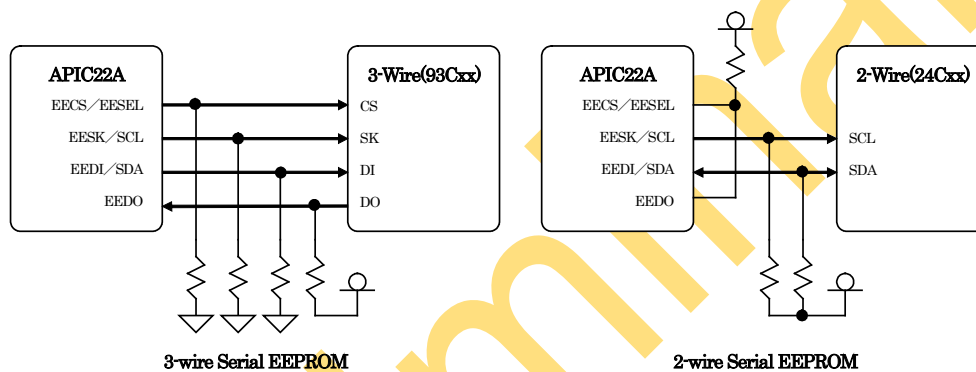 APIC22A
EECS／EESEL
EESK／SCL
EEDI／SDA
EEDO
3-Wire(93Cxx)
CS
SK
DI
DO
3-wire Serial EEPROM
APIC22A
EECS／EESEL
EESK／SCL
EEDI／SDA
EEDO
2-Wire(24Cxx)
SCL
SDA
2-wire Serial EEPROM